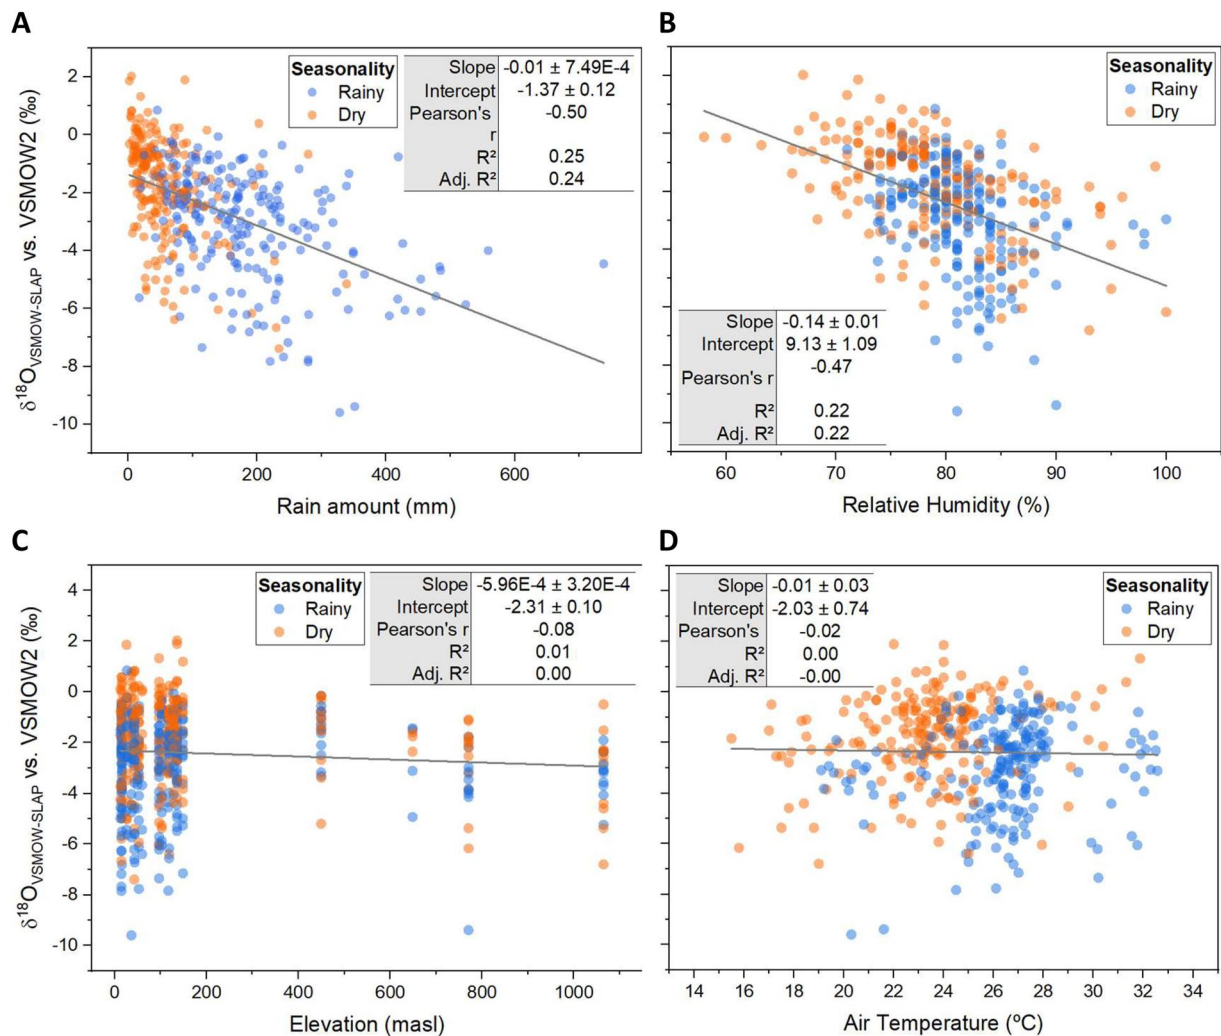 A
Seasonality
Rainy
Dry
Slope -0.01 ± 7.49E-4
Intercept -1.37 ± 0.12
Pearson's -0.50
r
R² 0.25
Adj. R² 0.24
2
0
-2
-4
-6
-8
-10
δ¹⁸O VSMOW-SLAP vs. VSMOW2 (‰)
0 200 400 600
Rain amount (mm)
B
Seasonality
Rainy
Dry
Slope -0.14 ± 0.01
Intercept 9.13 ± 1.09
Pearson's r -0.47
R² 0.22
Adj. R² 0.22
60 70 80 90 100
Relative Humidity (%)
C
Seasonality
Rainy
Dry
Slope -5.96E-4 ± 3.20E-4
Intercept -2.31 ± 0.10
Pearson's r -0.08
R² 0.01
Adj. R² 0.00
4
2
0
-2
-4
-6
-8
-10
δ¹⁸O VSMOW-SLAP vs. VSMOW2 (‰)
0 200 400 600 800 1000
Elevation (masl)
D
Slope -0.01 ± 0.03
Intercept -2.03 ± 0.74
Pearson's -0.02
R² 0.00
Adj. R² -0.00
Seasonality
Rainy
Dry
14 16 18 20 22 24 26 28 30 32 34
Air Temperature (ºC)